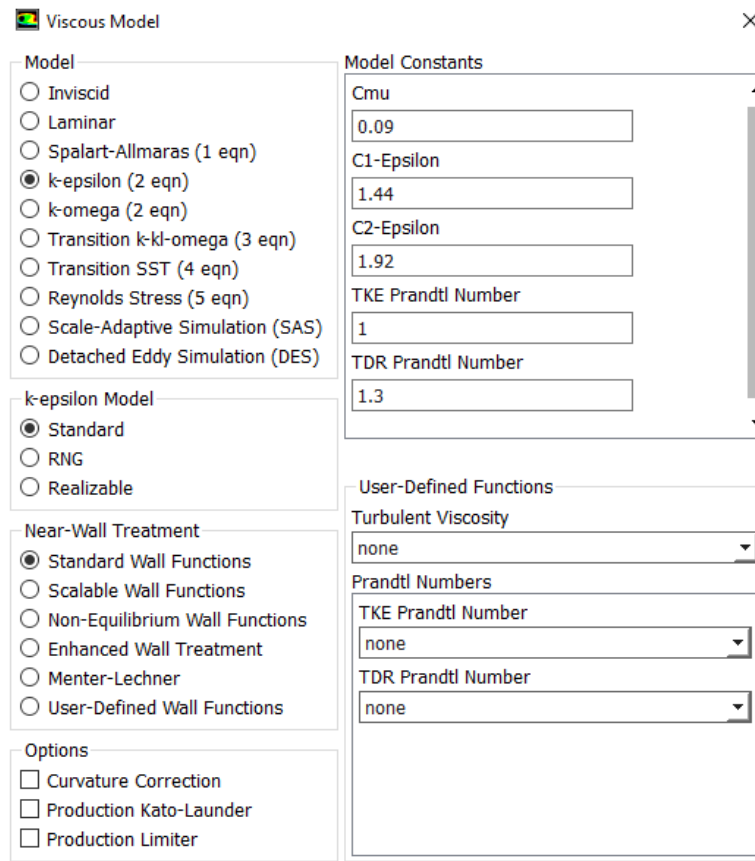 Viscous Model
Model
Inviscid
Laminar
Spalart-Allmaras (1 eqn)
k-epsilon (2 eqn)
k-omega (2 eqn)
Transition k-kl-omega (3 eqn)
Transition SST (4 eqn)
Reynolds Stress (5 eqn)
Scale-Adaptive Simulation (SAS)
Detached Eddy Simulation (DES)
k-epsilon Model
Standard
RNG
Realizable
Near-Wall Treatment
Standard Wall Functions
Scalable Wall Functions
Non-Equilibrium Wall Functions
Enhanced Wall Treatment
Menter-Lechner
User-Defined Wall Functions
Options
Curvature Correction
Production Kato-Launder
Production Limiter
Model Constants
Cmu
0.09
C1-Epsilon
1.44
C2-Epsilon
1.92
TKE Prandtl Number
1
TDR Prandtl Number
1.3
User-Defined Functions
Turbulent Viscosity
none
Prandtl Numbers
TKE Prandtl Number
none
TDR Prandtl Number
none